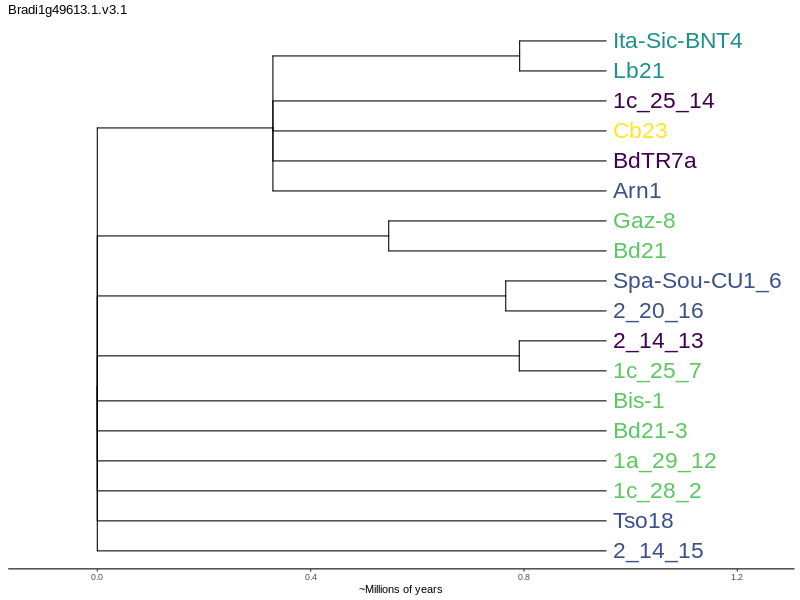 Bradi1g49613.1.v3.1
Ita-Sic-BNT4
Lb21
1c_25_14
Cb23
BdTR7a
Arn1
Gaz-8
Bd21
Spa-Sou-CU1_6
2_20_16
2_14_13
1c_25_7
Bis-1
Bd21-3
1a_29_12
1c_28_2
Tso18
2_14_15
0.0 0.4 0.8 1.2
~Millions of years